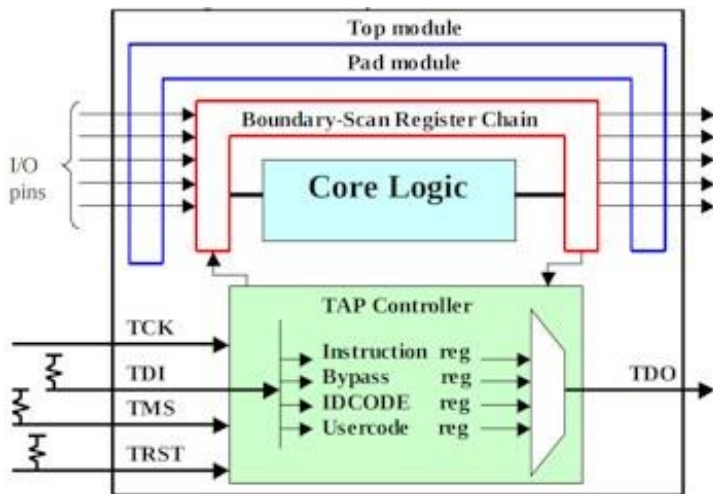 Top module
Pad module
Boundary-Scan Register Chain
I/O
pins
Core Logic
TAP Controller
TCK
TDI
TMS
TRST
Instruction reg
Bypass reg
IDCODE reg
Usercode reg
TDO